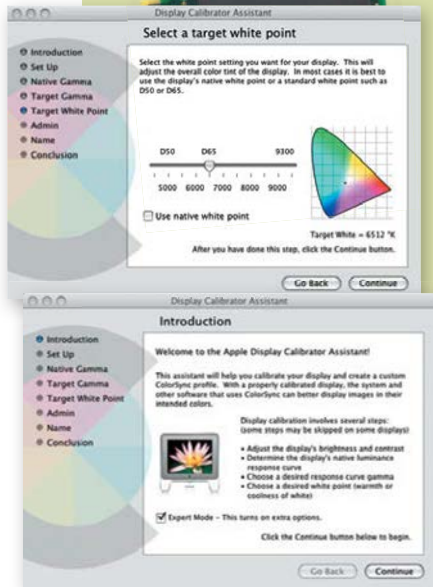 Display Calibrator Assistant
Select a target white point
Introduction
Set Up
Native Gamma
Target Gamma
Target White Point
Admin
Name
Conclusion
Select the white point setting you want for your display. This will
adjust the overall color tint of the display. In most cases it is best to
use the display's native white point or a standard white point such as
D50 or D65.
D50 D65 9300
5000 6000 7000 8000 9000
Use native white point
Target White = 6512 °K
After you have done this step, click the Continue button.
Go Back Continue
Display Calibrator Assistant
Introduction
Introduction
Set Up
Native Gamma
Target Gamma
Target White Point
Admin
Name
Conclusion
Welcome to the Apple Display Calibrator Assistant!
This assistant will help you calibrate your display and create a custom
ColorSync profile. With a properly calibrated display, the system and
other software that uses ColorSync can better display images in their
intended colors.
Display calibration involves several steps:
(some steps may be skipped on some displays)
• Adjust the display's brightness and contrast
• Determine the display's native luminance
response curve
• Choose a desired response curve gamma
• Choose a desired white point (warmth or
coolness of white)
Expert Mode – This turns on extra options.
Click the Continue button below to begin.
Go Back Continue